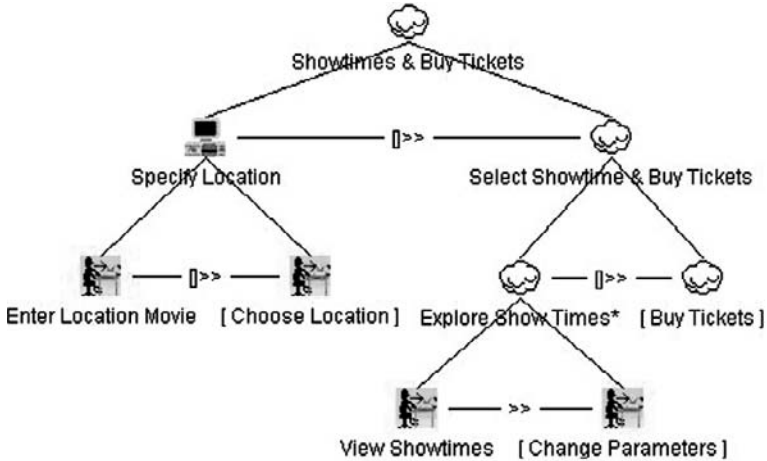 Showtimes & Buy Tickets
[]>>
Specify Location
Select Showtime & Buy Tickets
[]>>
[]>>
Enter Location Movie
[ Choose Location ]
Explore Show Times*
[ Buy Tickets ]
>>
View Showtimes
[ Change Parameters ]